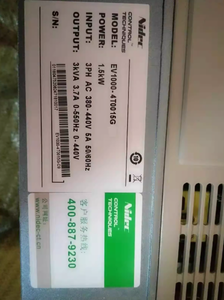 Nidec
CONTROL
TECHNIQUES
MODEL: EV1000-4T0015G
POWER: 1.5kW
INPUT: 3PH AC 380-440V 5A 50/60Hz
OUTPUT: 3kVA 3.7A 0-550Hz 0-440V
S/N:
Nidec
CONTROL
TECHNIQUES
客户服务热线
400-887-9230